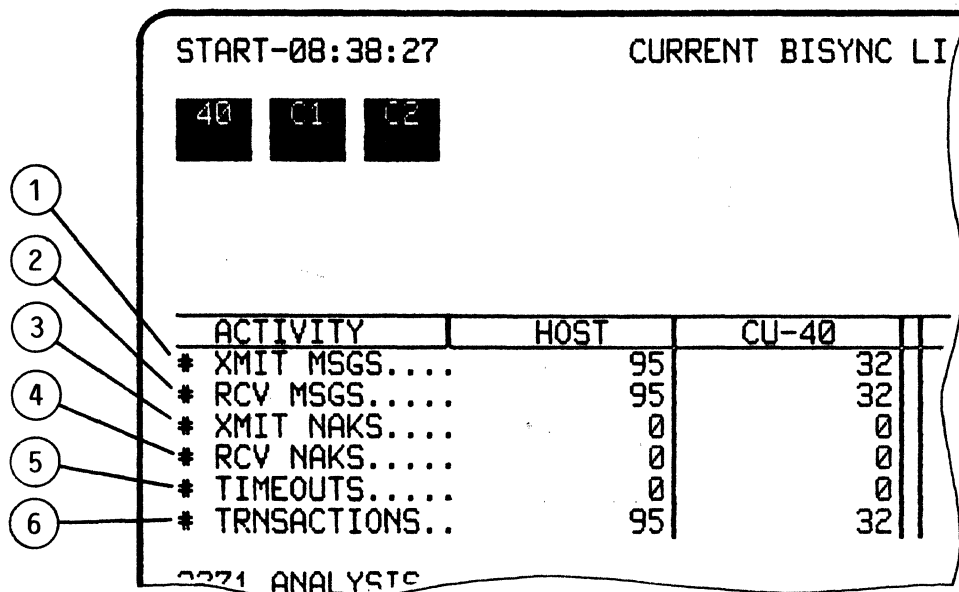 START-08:38:27 CURRENT BISYNC LI
40 C1 C2
ACTIVITY HOST CU-40
1 # XMIT MSGS.... 95 32
2 # RCV MSGS..... 95 32
3 # XMIT NAKS.... 0 0
4 # RCV NAKS..... 0 0
5 # TIMEOUTS..... 0 0
6 # TRNSACTIONS.. 95 32
ANALYSIS